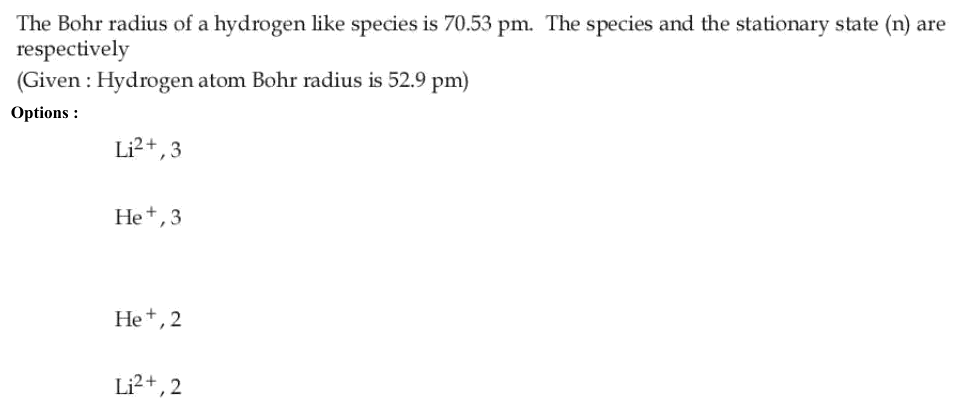 The Bohr radius of a hydrogen like species is 70.53 pm. The species and the stationary state (n) are
respectively
(Given : Hydrogen atom Bohr radius is 52.9 pm)
Options :
Li²⁺, 3
He⁺, 3
He⁺, 2
Li²⁺, 2